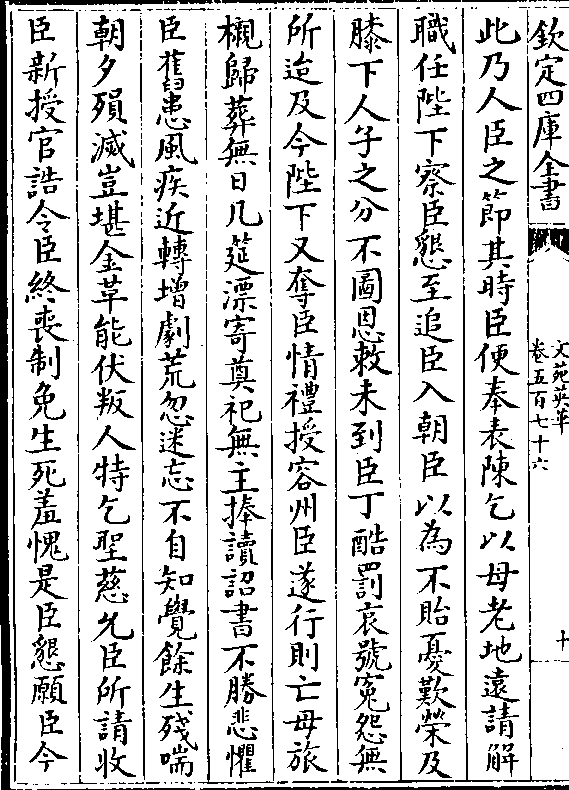 欽定四庫全書
文苑英華
卷五百七十六
十
此乃人臣之節其時臣便奉表陳乞以母老地遠請解
職任陛下察臣懇至追臣入朝臣以為不貽憂歎榮及
膝下人子之分不圖恩敕未到臣丁酷罰哀號寃怨無
所迨及今陛下又奪臣情禮授容州臣遂行則亡母旅
櫬歸葬無日几筵漂寄奠祀無主捧讀詔書不勝悲懼
臣舊患風疾近轉增劇荒忽迷忘不自知覺餘生殘喘
朝夕殞滅豈堪金革能伏叛人特乞聖慈允臣所請收
臣新授官誥令臣終喪制免生死羞愧是臣懇願臣今